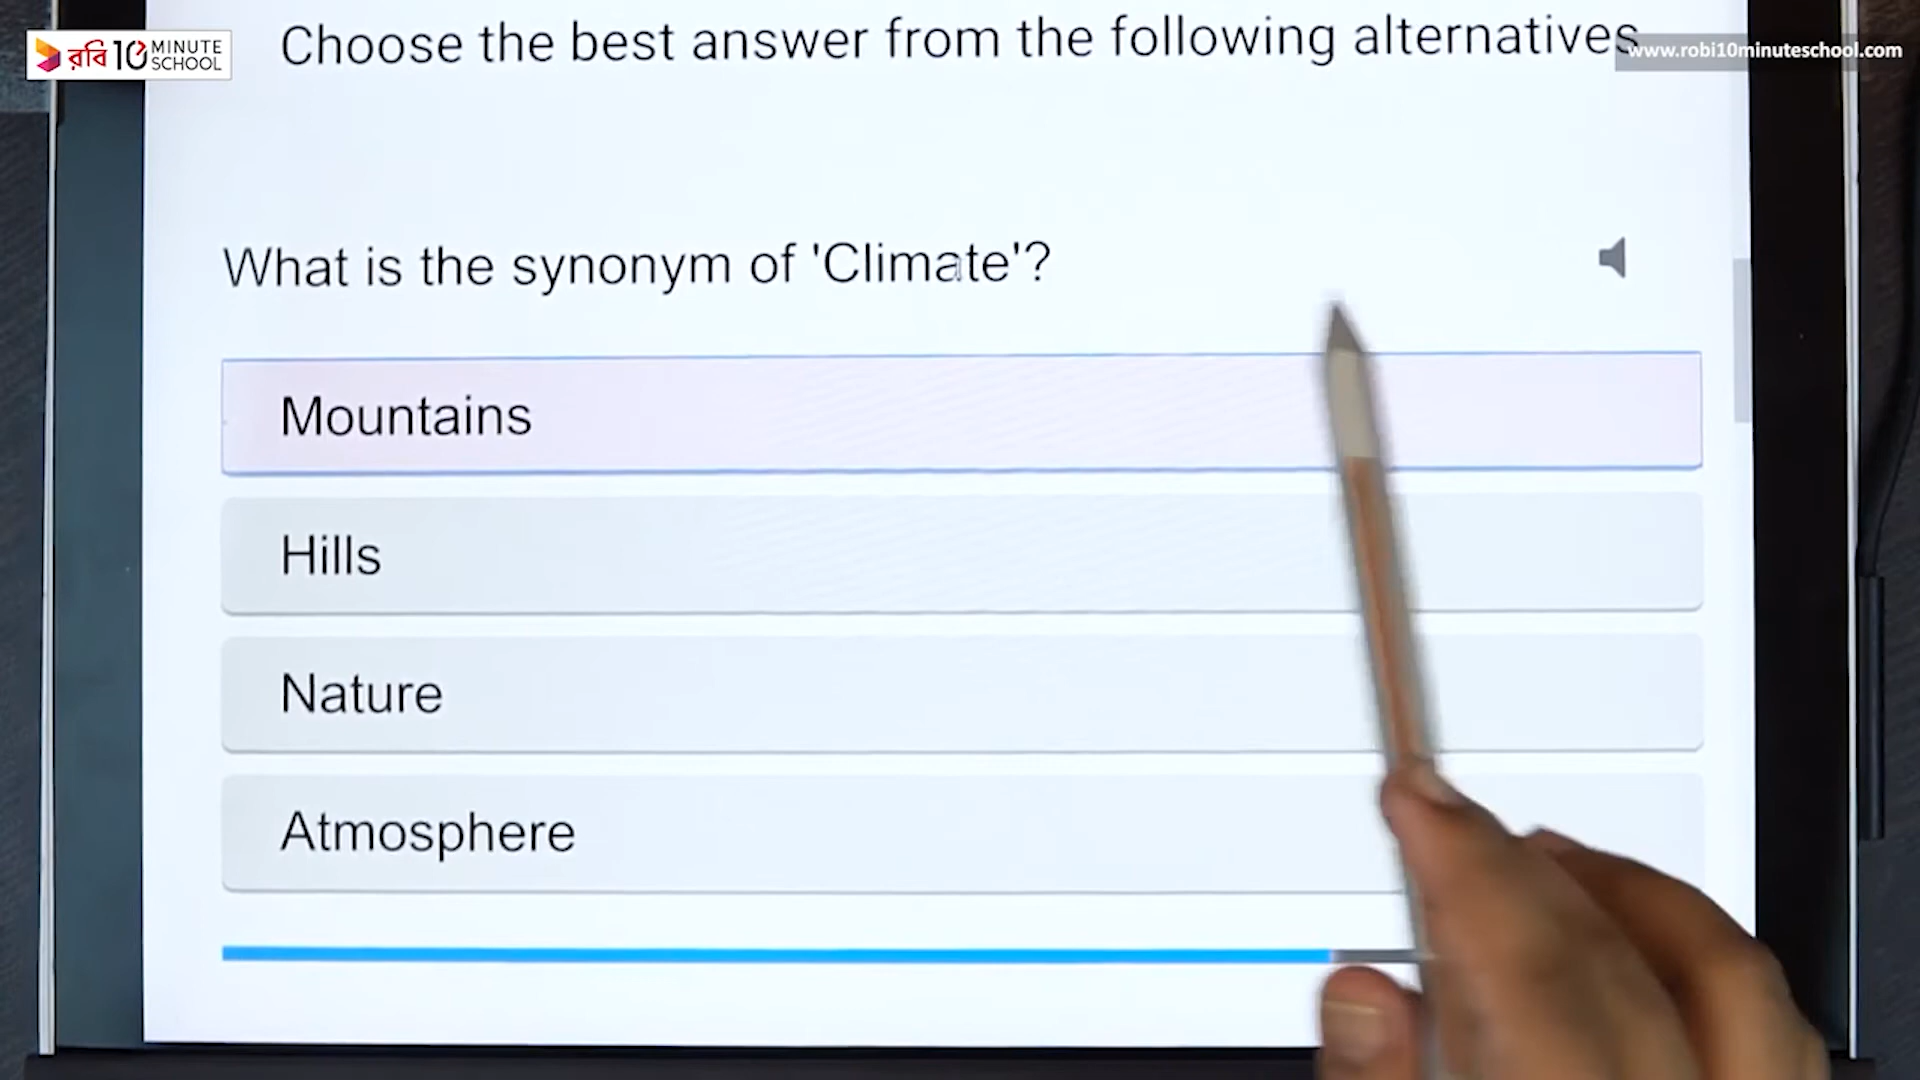 রবি 10 MINUTE SCHOOL
Choose the best answer from the following alternatives
www.robi10minuteschool.com
What is the synonym of 'Climate'?
Mountains
Hills
Nature
Atmosphere